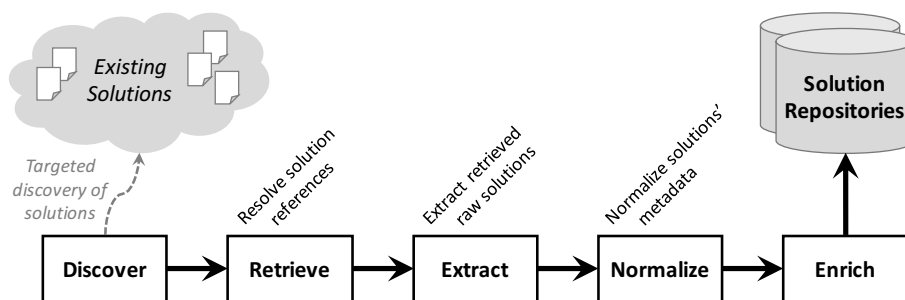 Existing
Solutions
Solution
Repositories
Targeted
discovery of
solutions
Resolve solution
references
Extract retrieved
raw solutions
Normalize solutions'
metadata
Discover
Retrieve
Extract
Normalize
Enrich